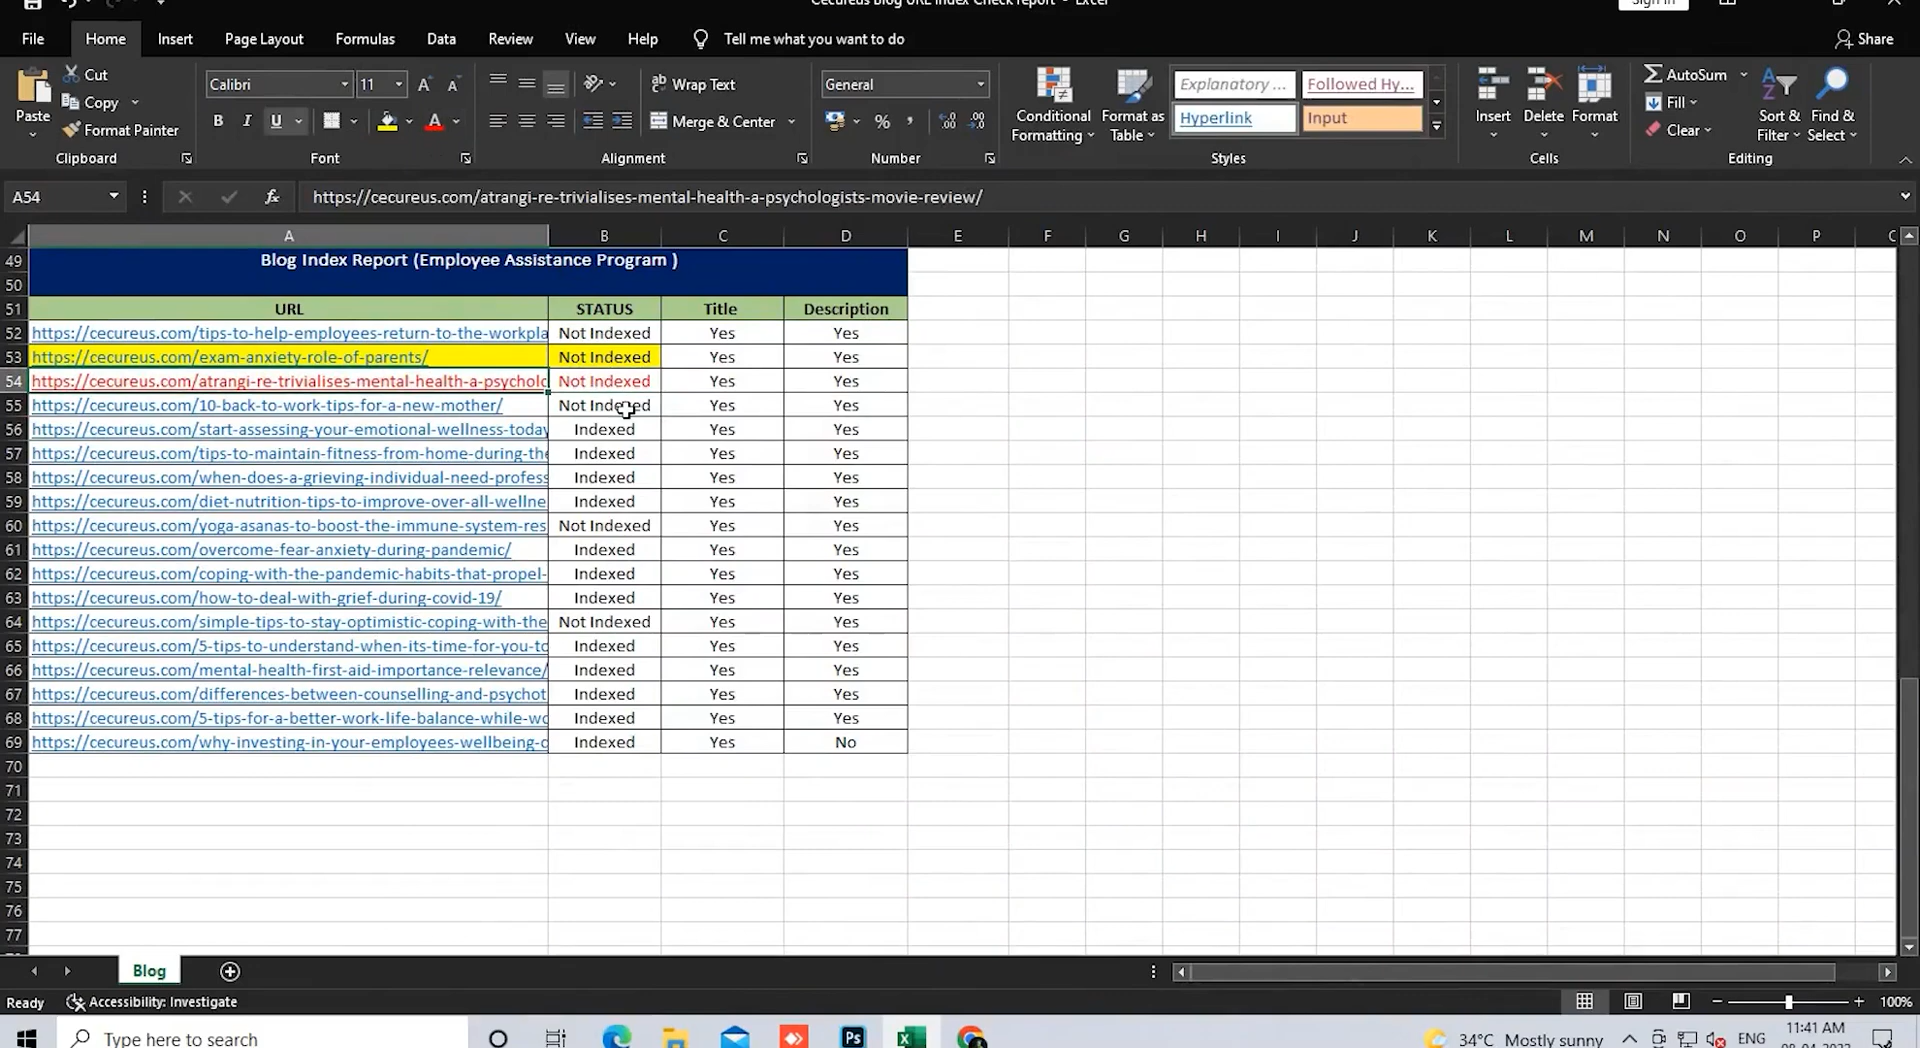 Cecureus Blog URL Index Check report - Excel
Sign in
File Home Insert Page Layout Formulas Data Review View Help Tell me what you want to do Share
Paste
Cut
Copy
Format Painter
Clipboard
Calibri 11
B I U
Font
Wrap Text
Merge & Center
Alignment
General
Number
Conditional Formatting
Format as Table
Explanatory ... Followed Hy...
Hyperlink Input
Styles
Insert Delete Format
Cells
AutoSum
Fill
Clear
Sort & Filter
Find & Select
Editing
A54 fx https://cecureus.com/atrangi-re-trivialises-mental-health-a-psychologists-movie-review/
A B C D E F G H I J K L M N O P
49 Blog Index Report (Employee Assistance Program )
50
51 URL STATUS Title Description
52 https://cecureus.com/tips-to-help-employees-return-to-the-workpla Not Indexed Yes Yes
53 https://cecureus.com/exam-anxiety-role-of-parents/ Not Indexed Yes Yes
54 https://cecureus.com/atrangi-re-trivialises-mental-health-a-psycholo Not Indexed Yes Yes
55 https://cecureus.com/10-back-to-work-tips-for-a-new-mother/ Not Indexed Yes Yes
56 https://cecureus.com/start-assessing-your-emotional-wellness-today Indexed Yes Yes
57 https://cecureus.com/tips-to-maintain-fitness-from-home-during-the Indexed Yes Yes
58 https://cecureus.com/when-does-a-grieving-individual-need-profess Indexed Yes Yes
59 https://cecureus.com/diet-nutrition-tips-to-improve-over-all-wellne Indexed Yes Yes
60 https://cecureus.com/yoga-asanas-to-boost-the-immune-system-res Not Indexed Yes Yes
61 https://cecureus.com/overcome-fear-anxiety-during-pandemic/ Indexed Yes Yes
62 https://cecureus.com/coping-with-the-pandemic-habits-that-propel- Indexed Yes Yes
63 https://cecureus.com/how-to-deal-with-grief-during-covid-19/ Indexed Yes Yes
64 https://cecureus.com/simple-tips-to-stay-optimistic-coping-with-the Not Indexed Yes Yes
65 https://cecureus.com/5-tips-to-understand-when-its-time-for-you-to Indexed Yes Yes
66 https://cecureus.com/mental-health-first-aid-importance-relevance/ Indexed Yes Yes
67 https://cecureus.com/differences-between-counselling-and-psychot Indexed Yes Yes
68 https://cecureus.com/5-tips-for-a-better-work-life-balance-while-wo Indexed Yes Yes
69 https://cecureus.com/why-investing-in-your-employees-wellbeing-c Indexed Yes No
70
71
72
73
74
75
76
77
Blog
Ready Accessibility: Investigate 100%
Type here to search 34°C Mostly sunny ENG 11:41 AM